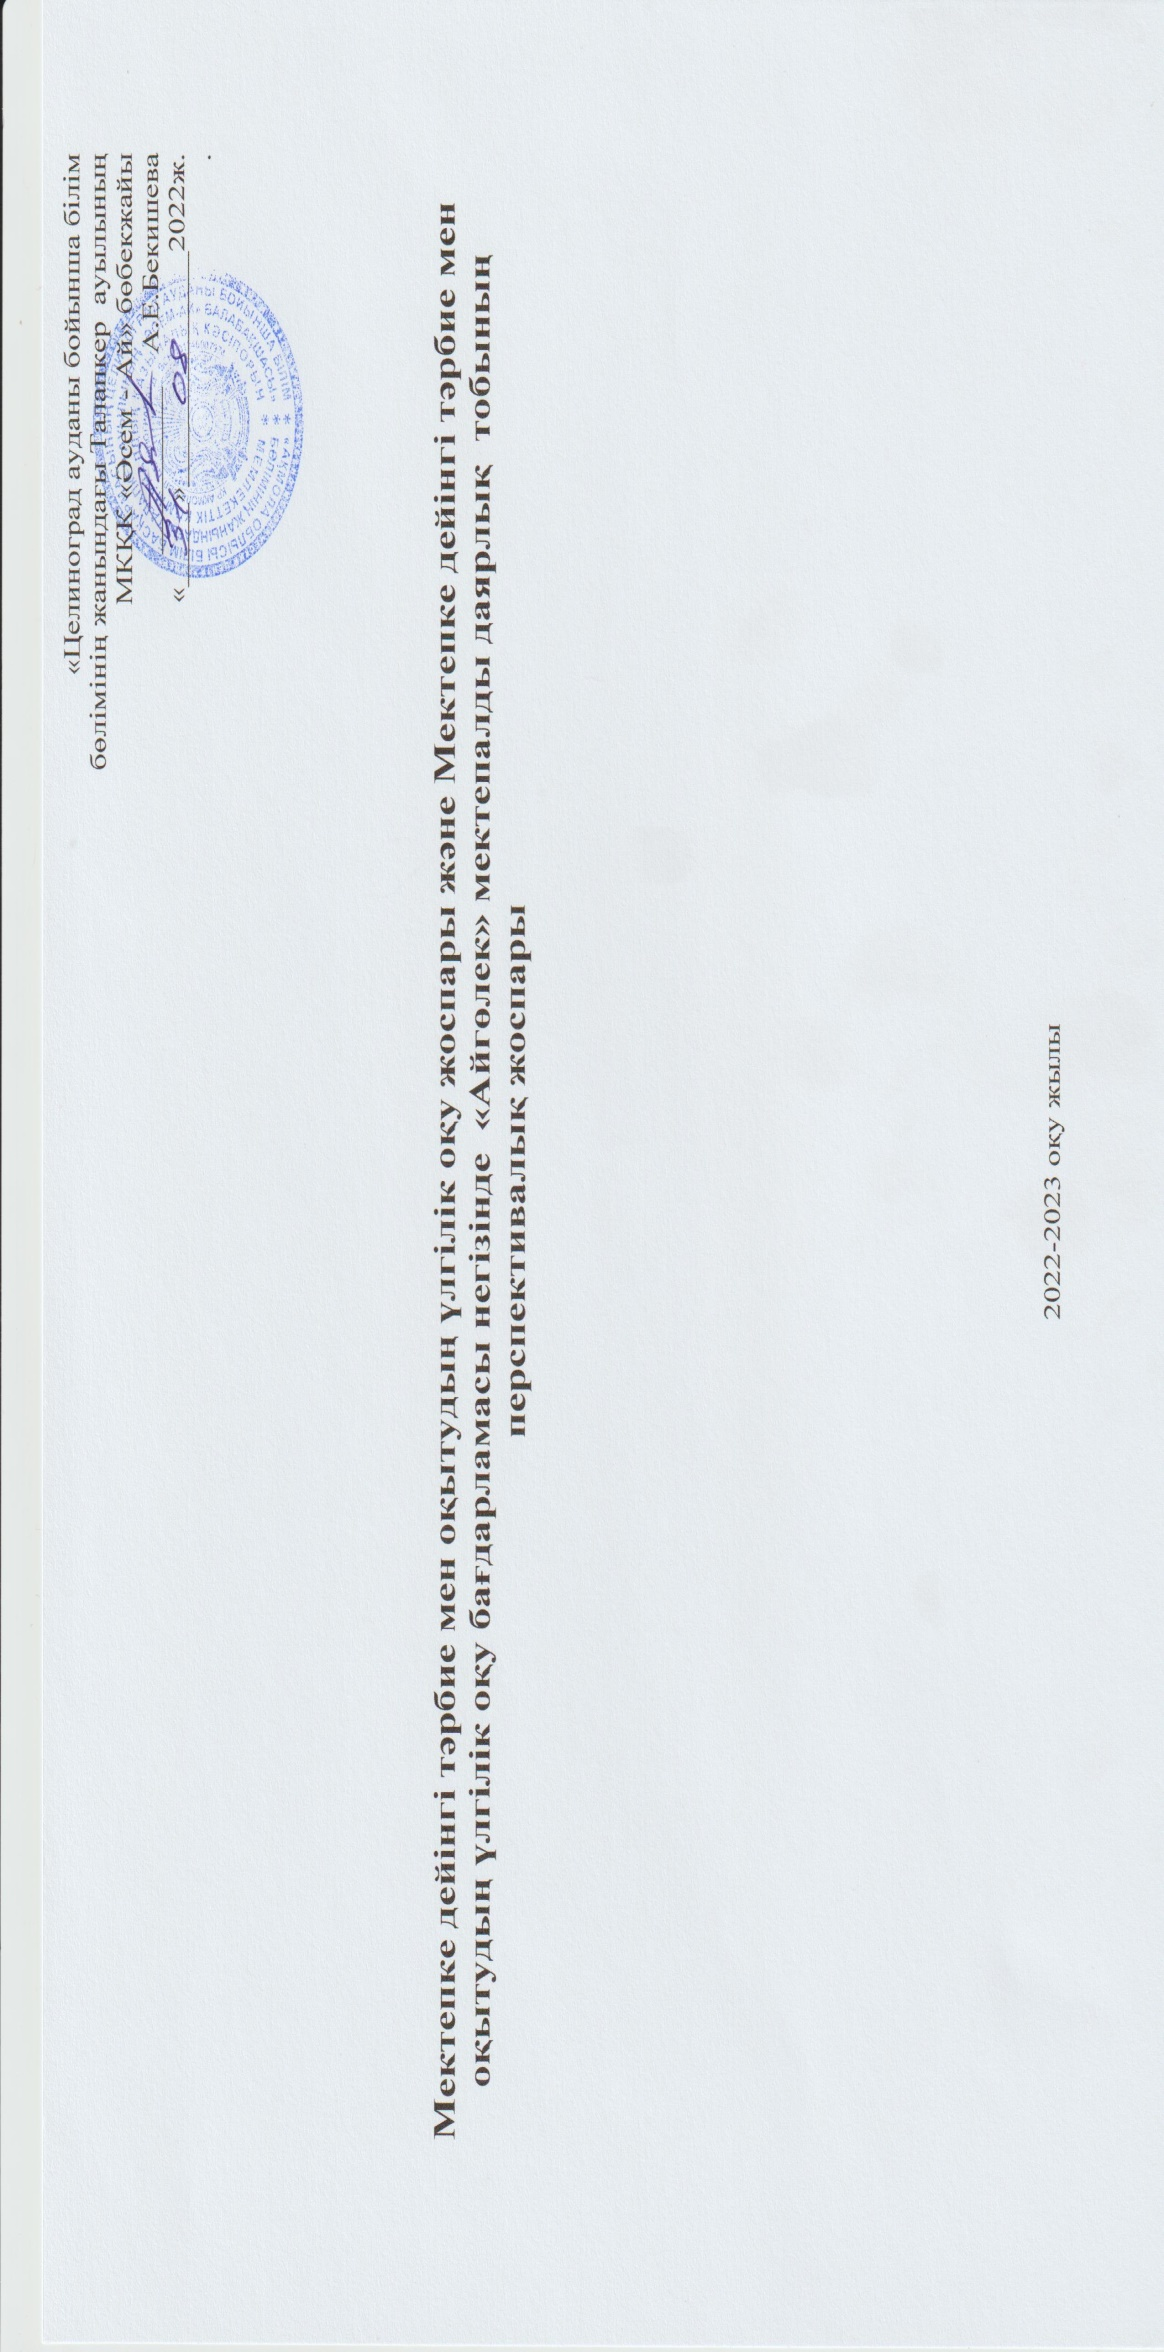 «Целиноград ауданы бойынша білім
бөлімінің жанындағы Талапкер ауылының
МКҚК «Әсем - Ай» бөбекжайы
А.Е.Бекишева
« » 08 2022ж.
.
Мектепке дейінгі тәрбие мен оқытудың үлгілік оқу жоспары және Мектепке дейінгі тәрбие мен
оқытудың үлгілік оқу бағдарламасы негізінде «Айгөлек» мектепалды даярлық тобының
перспективалық жоспары
2022-2023 оқу жылы